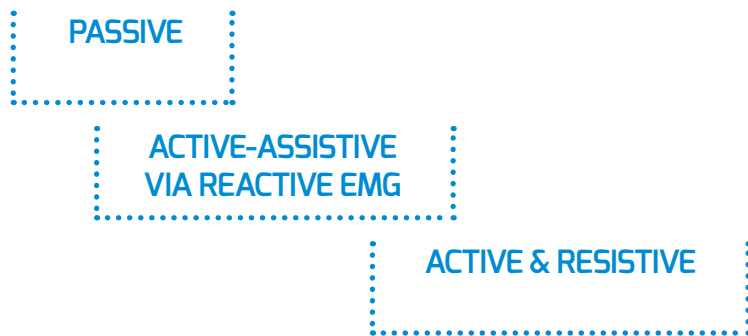 PASSIVE
ACTIVE-ASSISTIVE
VIA REACTIVE EMG
ACTIVE & RESISTIVE